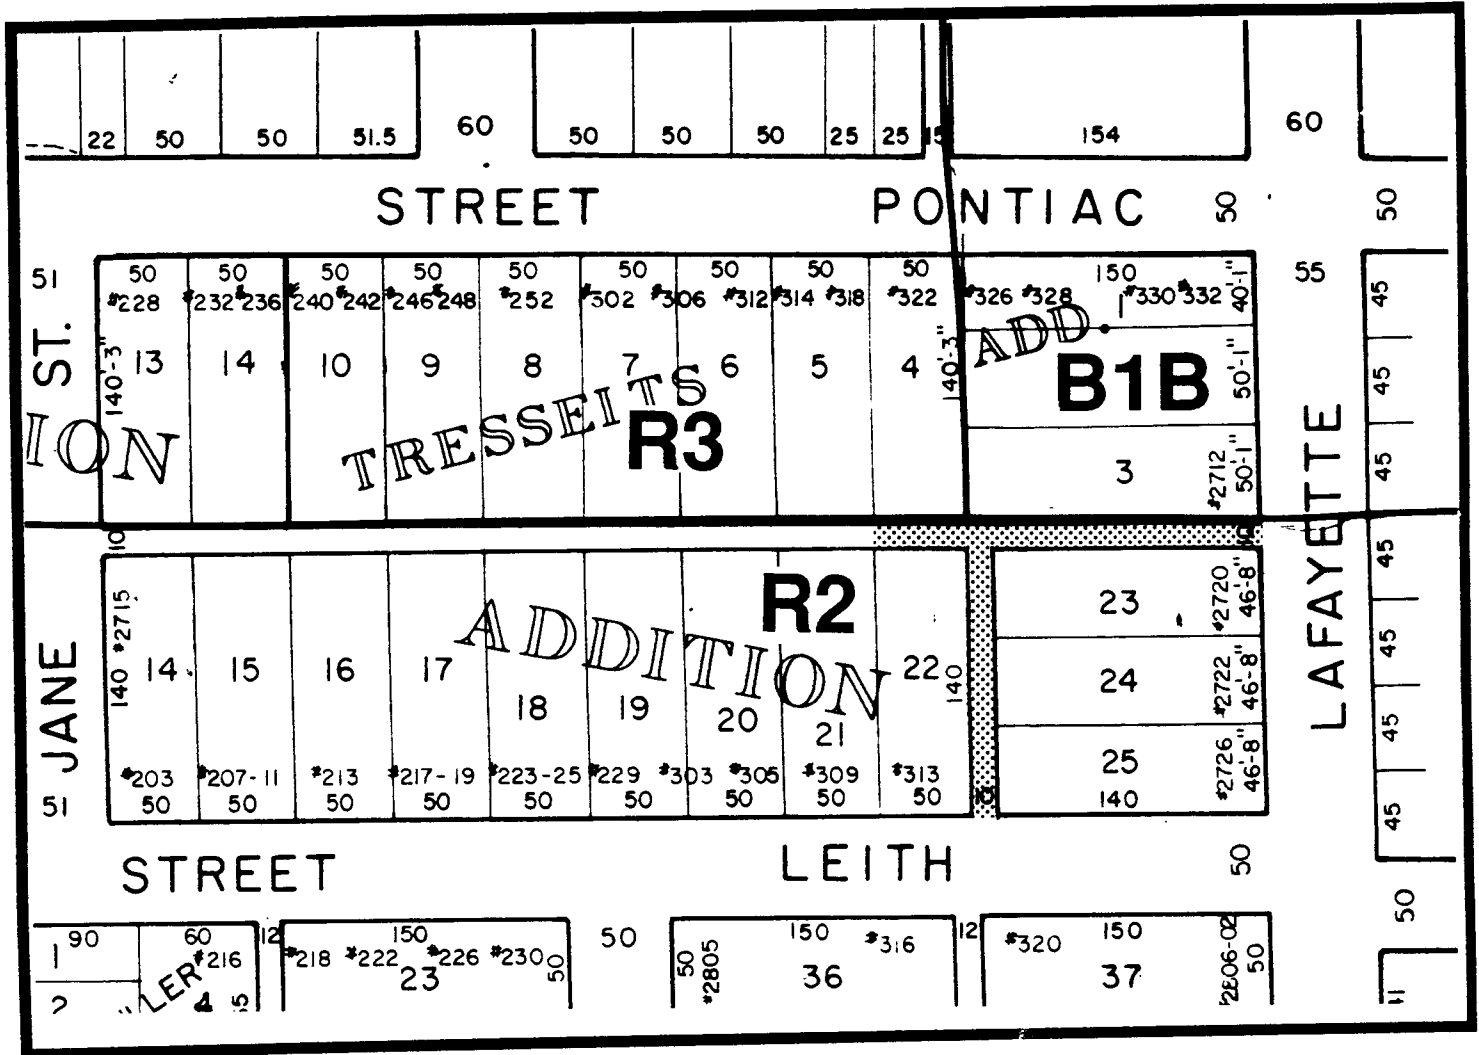 22 50 50 51.5 60 50 50 50 25 25 15 154 60
STREET PONTIAC 50 50
51 50 50 50 50 50 50 50 50 150 55
#228 #232 #236 #240 #242 #246 #248 #252 #302 #306 #312 #314 #318 #322 #326 #328 1 #330 #332 40'-1" 45
ST. 140'-3" 13 14 10 9 8 7 6 5 4 140'-3" ADD. B1B 50'-1" 45
ION TRESSELTS R3 3 #2712 50'-1" 45
LAFAYETTE
10 45
#2715 ADDITION R2 23 #2720 46'-8" 45
JANE 140 14 15 16 17 18 19 20 21 22 140 24 #2722 46'-8" 45
#203 #207-11 #213 #217-19 #223-25 #229 #303 #305 #309 #313 25 #2726 46'-8" 45
51 50 50 50 50 50 50 50 50 50 140
STREET LEITH 50 50
1 90 60 12 150 50 150 12 150
#216 #218 #222 #226 #230 50 50 #2805 #316 #320 50
2 LER 4 23 36 37